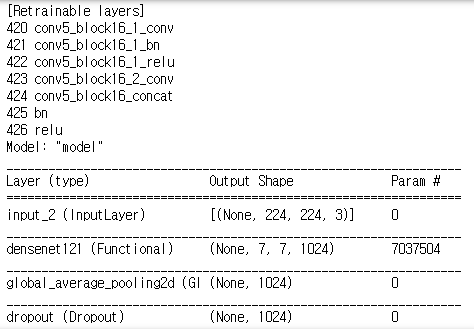 [Retrainable layers]
420 conv5_block16_1_conv
421 conv5_block16_1_bn
422 conv5_block16_1_relu
423 conv5_block16_2_conv
424 conv5_block16_concat
425 bn
426 relu
Model: "model"
_________________________________________________________________
Layer (type) Output Shape Param #
=================================================================
input_2 (InputLayer) [(None, 224, 224, 3)] 0
_________________________________________________________________
densenet121 (Functional) (None, 7, 7, 1024) 7037504
_________________________________________________________________
global_average_pooling2d (Gl (None, 1024) 0
_________________________________________________________________
dropout (Dropout) (None, 1024) 0